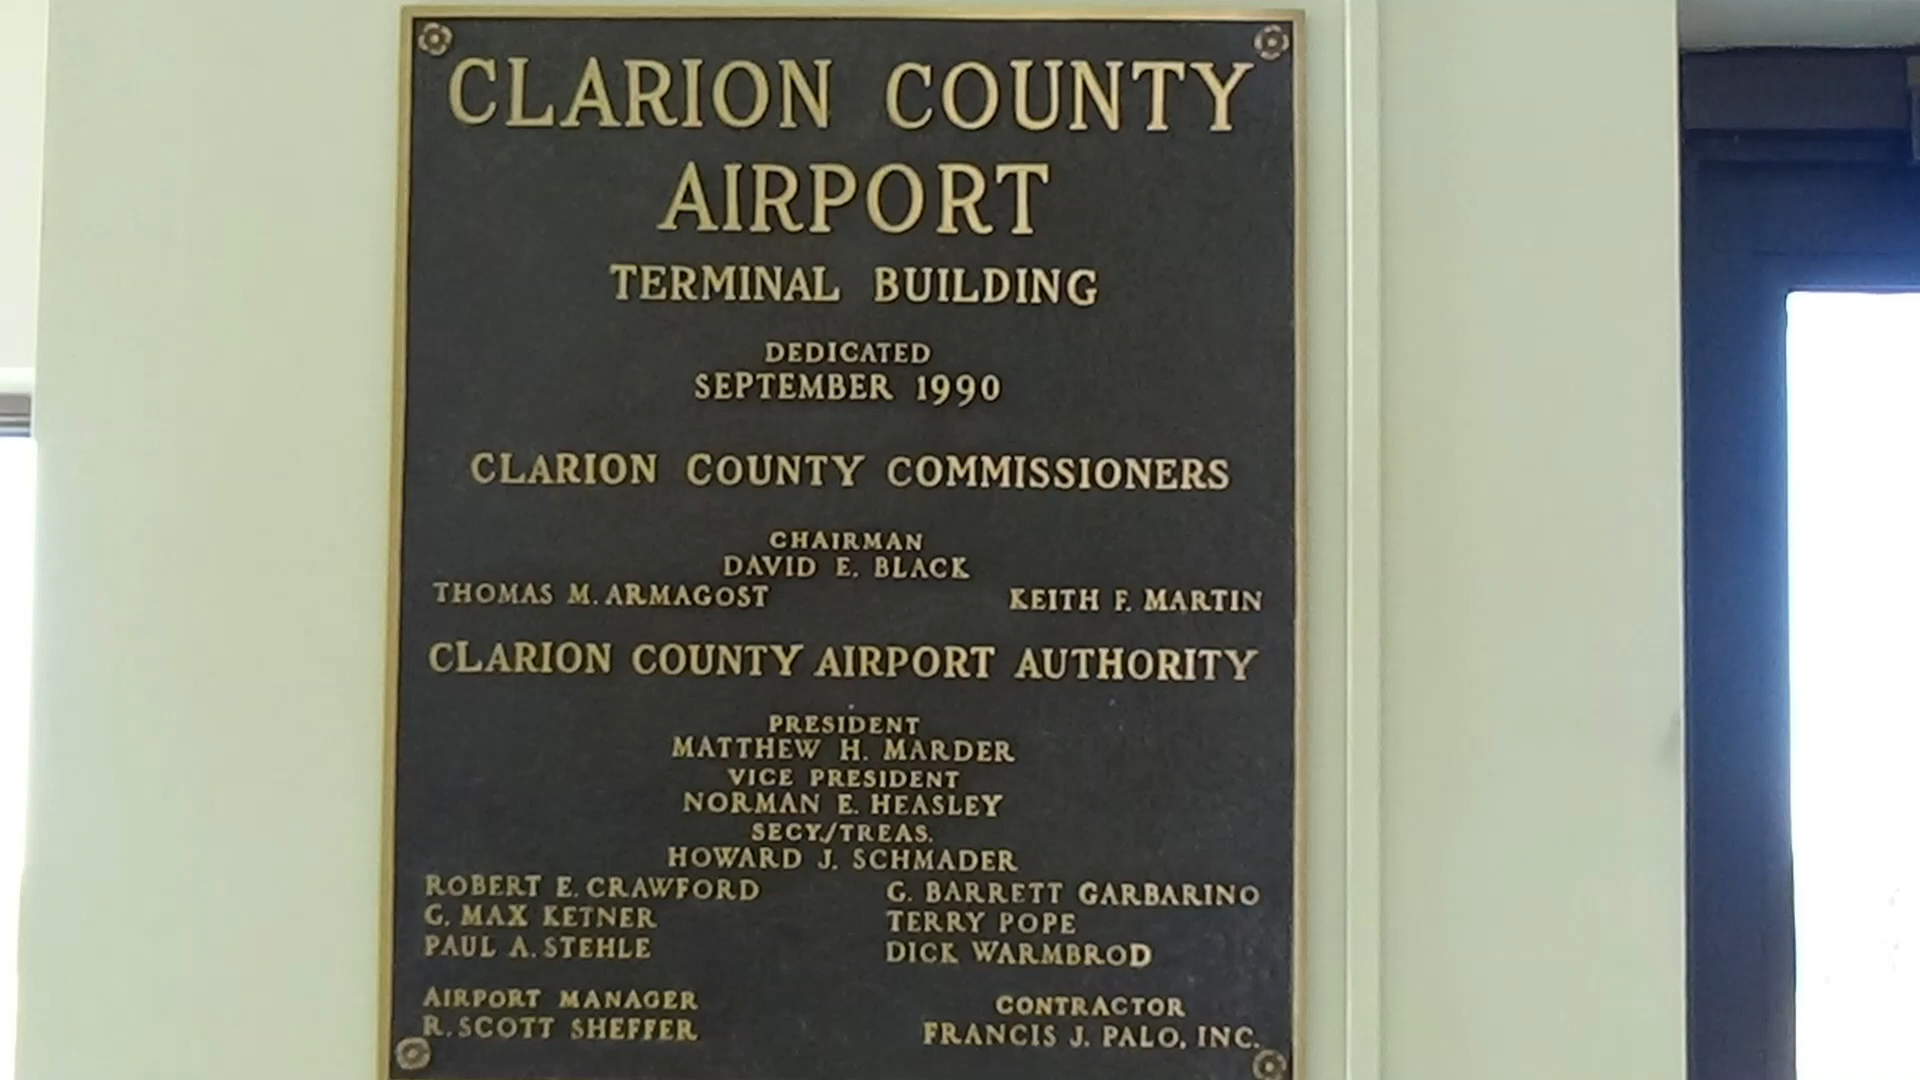 CLARION COUNTY
AIRPORT
TERMINAL BUILDING
DEDICATED
SEPTEMBER 1990
CLARION COUNTY COMMISSIONERS
CHAIRMAN
DAVID E. BLACK
THOMAS M. ARMAGOST KEITH F. MARTIN
CLARION COUNTY AIRPORT AUTHORITY
PRESIDENT
MATTHEW H. MARDER
VICE PRESIDENT
NORMAN E. HEASLEY
SECY./TREAS.
HOWARD J. SCHMADER
ROBERT E. CRAWFORD G. BARRETT GARBARINO
G. MAX KETNER TERRY POPE
PAUL A. STEHLE DICK WARMBROD
AIRPORT MANAGER CONTRACTOR
R. SCOTT SHEFFER FRANCIS J. PALO, INC.